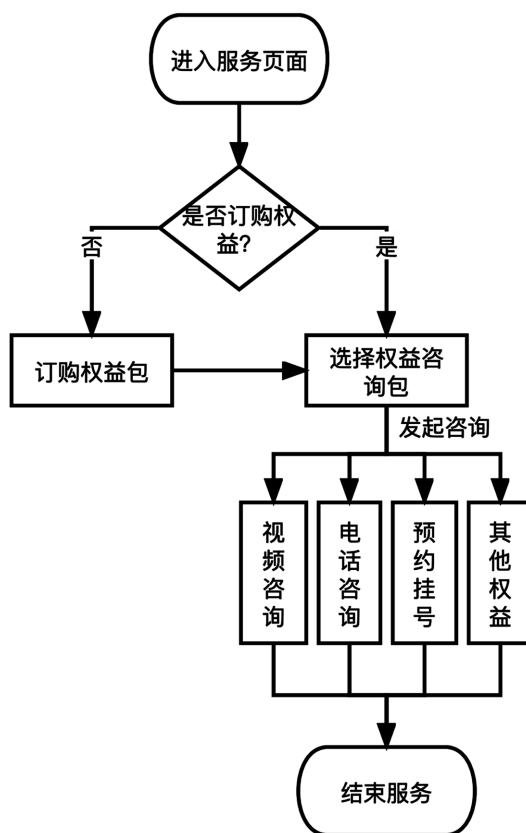 进入服务页面
是否订购权
益?
否
是
订购权益包
选择权益咨
询包
发起咨询
视频咨询
电话咨询
预约挂号
其他权益
结束服务